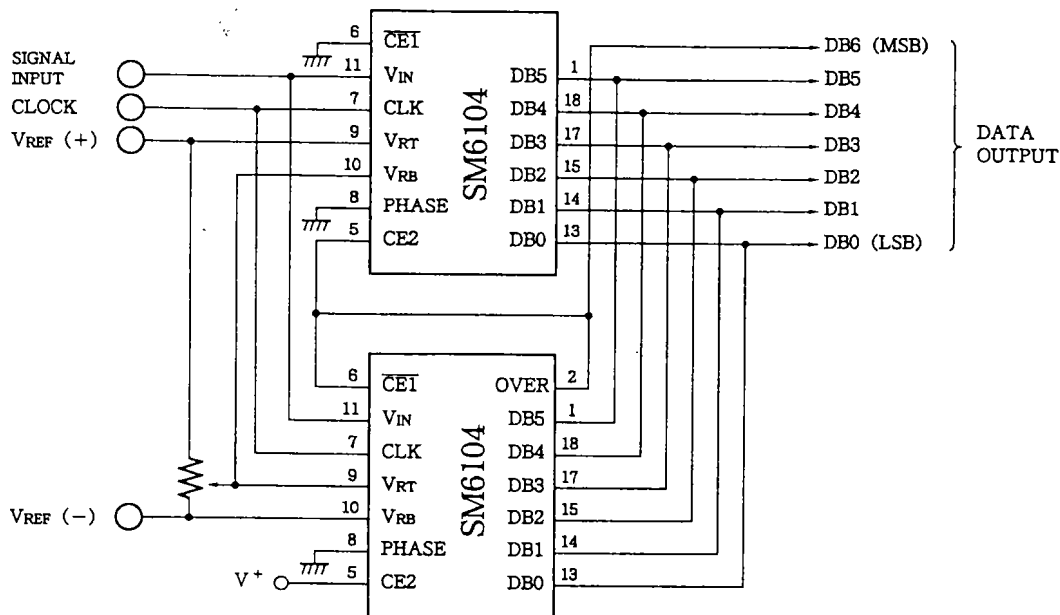 6 CE1
SIGNAL INPUT
11 VIN
CLOCK
7 CLK
VREF (+)
9 VRT
10 VRB
8 PHASE
5 CE2
SM6104
DB5 1
DB4 18
DB3 17
DB2 15
DB1 14
DB0 13
DB6 (MSB)
DB5
DB4
DB3
DB2
DB1
DB0 (LSB)
DATA OUTPUT
6 CE1
11 VIN
7 CLK
9 VRT
VREF (-)
10 VRB
8 PHASE
V+
5 CE2
SM6104
OVER 2
DB5 1
DB4 18
DB3 17
DB2 15
DB1 14
DB0 13